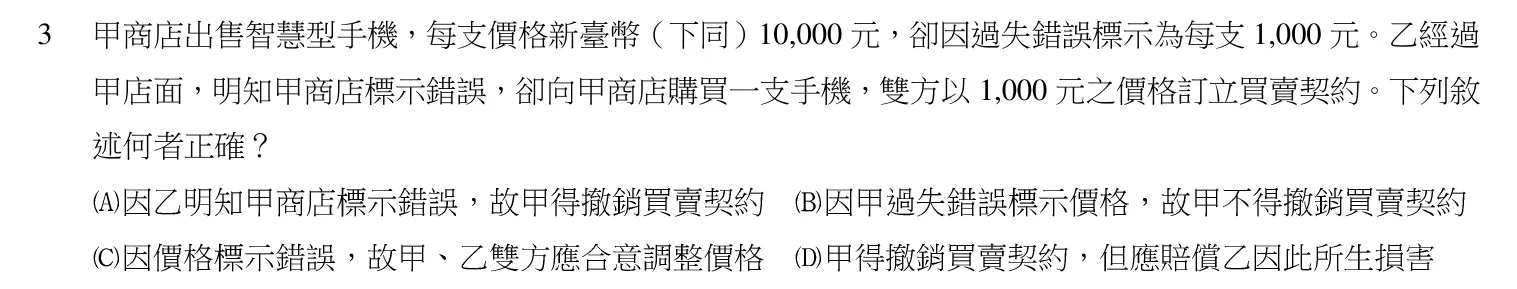 3 甲商店出售智慧型手機，每支價格新臺幣（下同）10,000 元，卻因過失錯誤標示為每支 1,000 元。乙經過
甲店面，明知甲商店標示錯誤，卻向甲商店購買一支手機，雙方以 1,000 元之價格訂立買賣契約。下列敘
述何者正確？
⑷因乙明知甲商店標示錯誤，故甲得撤銷買賣契約 (B)因甲過失錯誤標示價格，故甲不得撤銷買賣契約
(C)因價格標示錯誤，故甲、乙雙方應合意調整價格 (D)甲得撤銷買賣契約，但應賠償乙因此所生損害